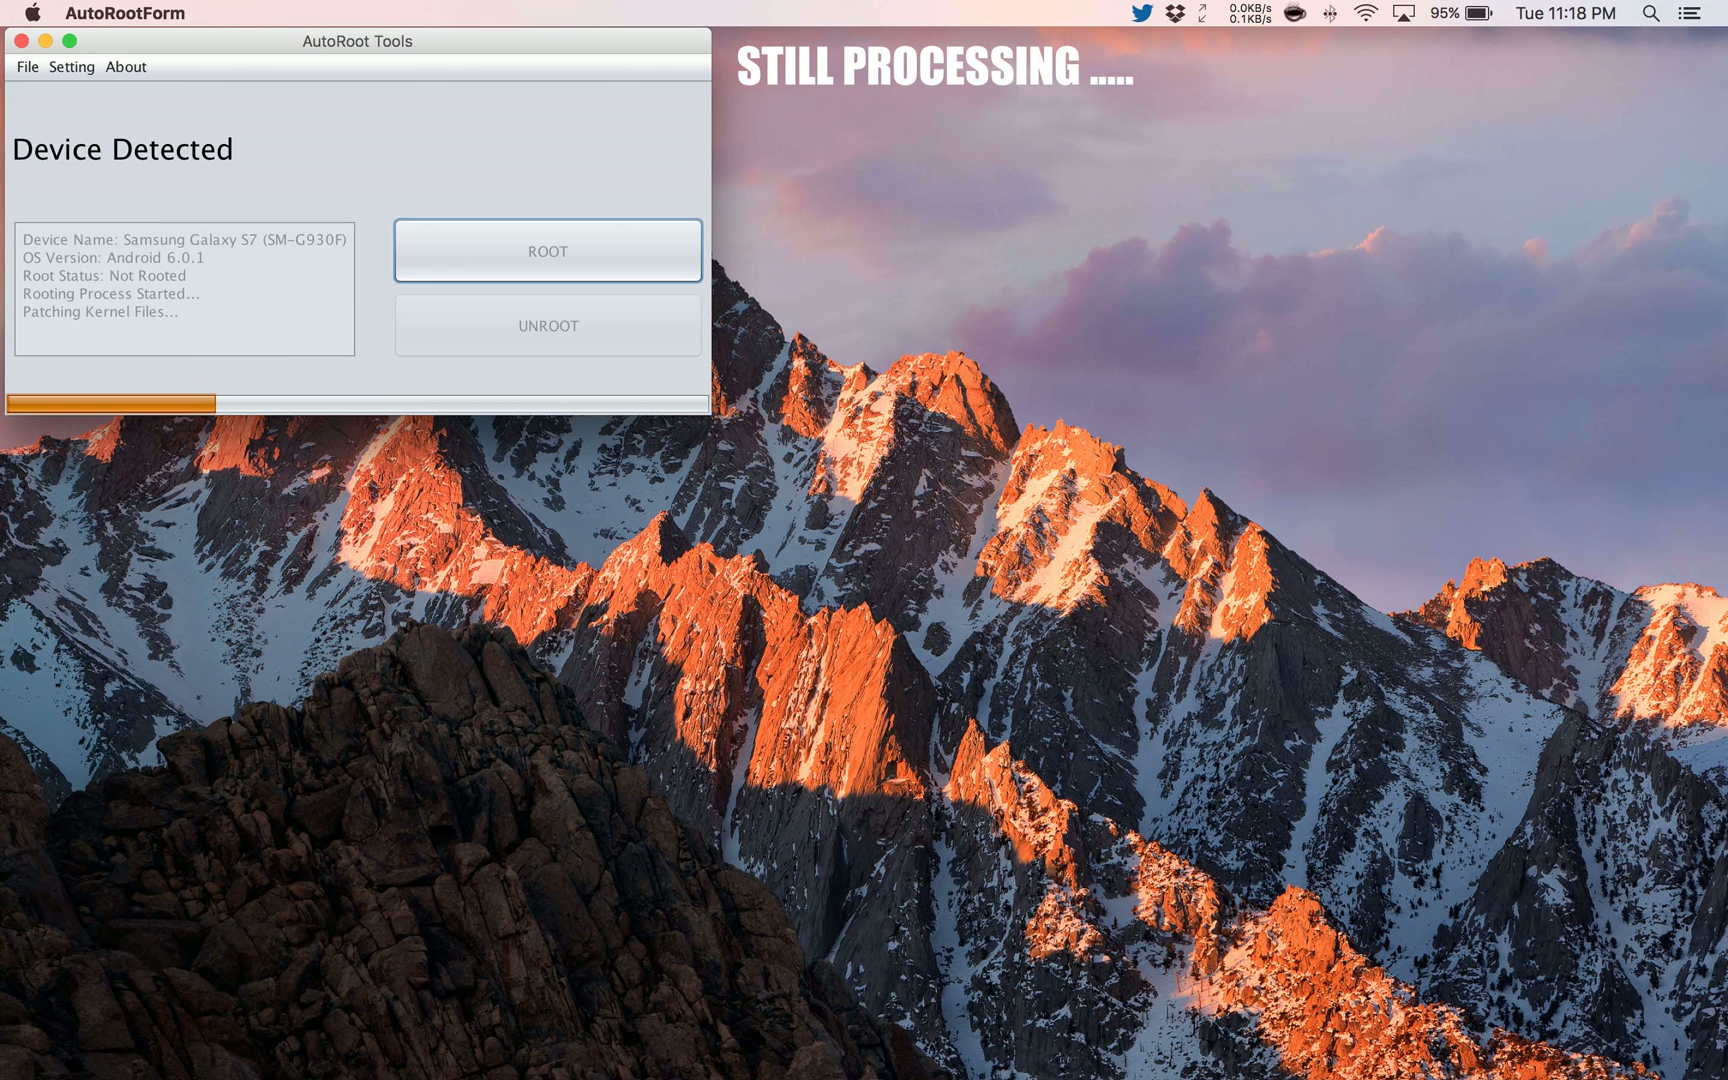 AutoRootForm
0.0KB/s
0.1KB/s
95%
Tue 11:18 PM
AutoRoot Tools
File Setting About
STILL PROCESSING .....
Device Detected
Device Name: Samsung Galaxy S7 (SM-G930F)
OS Version: Android 6.0.1
Root Status: Not Rooted
Rooting Process Started...
Patching Kernel Files...
ROOT
UNROOT